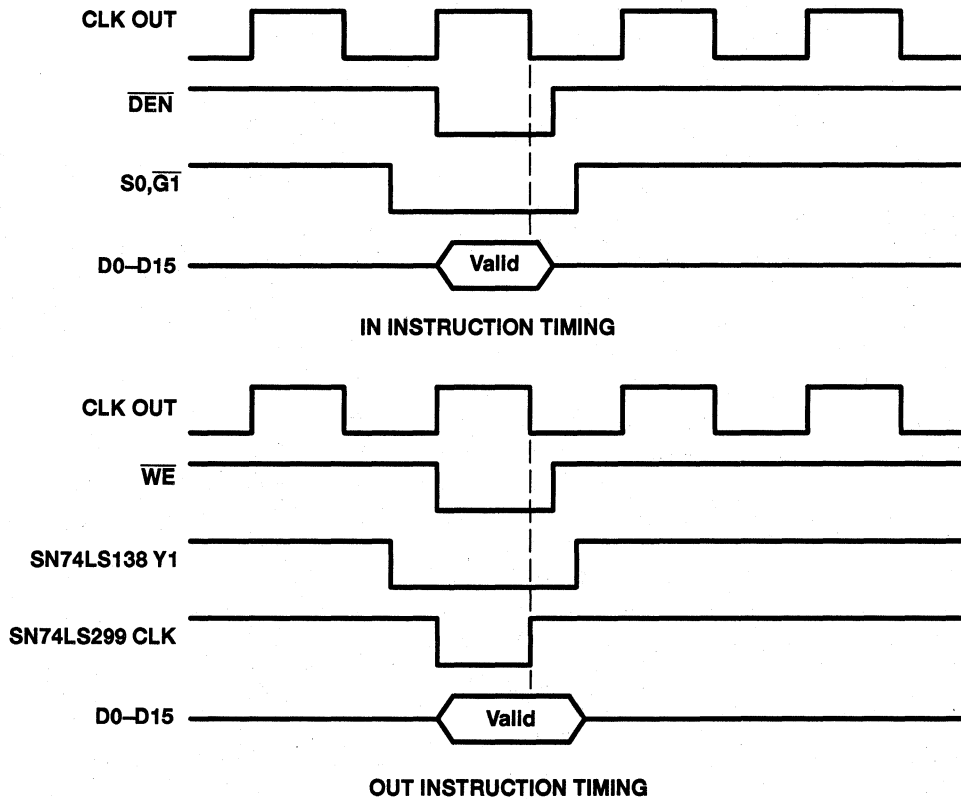 CLK OUT
DEN
S0,G1
D0–D15
Valid
IN INSTRUCTION TIMING
CLK OUT
WE
SN74LS138 Y1
SN74LS299 CLK
D0–D15
Valid
OUT INSTRUCTION TIMING